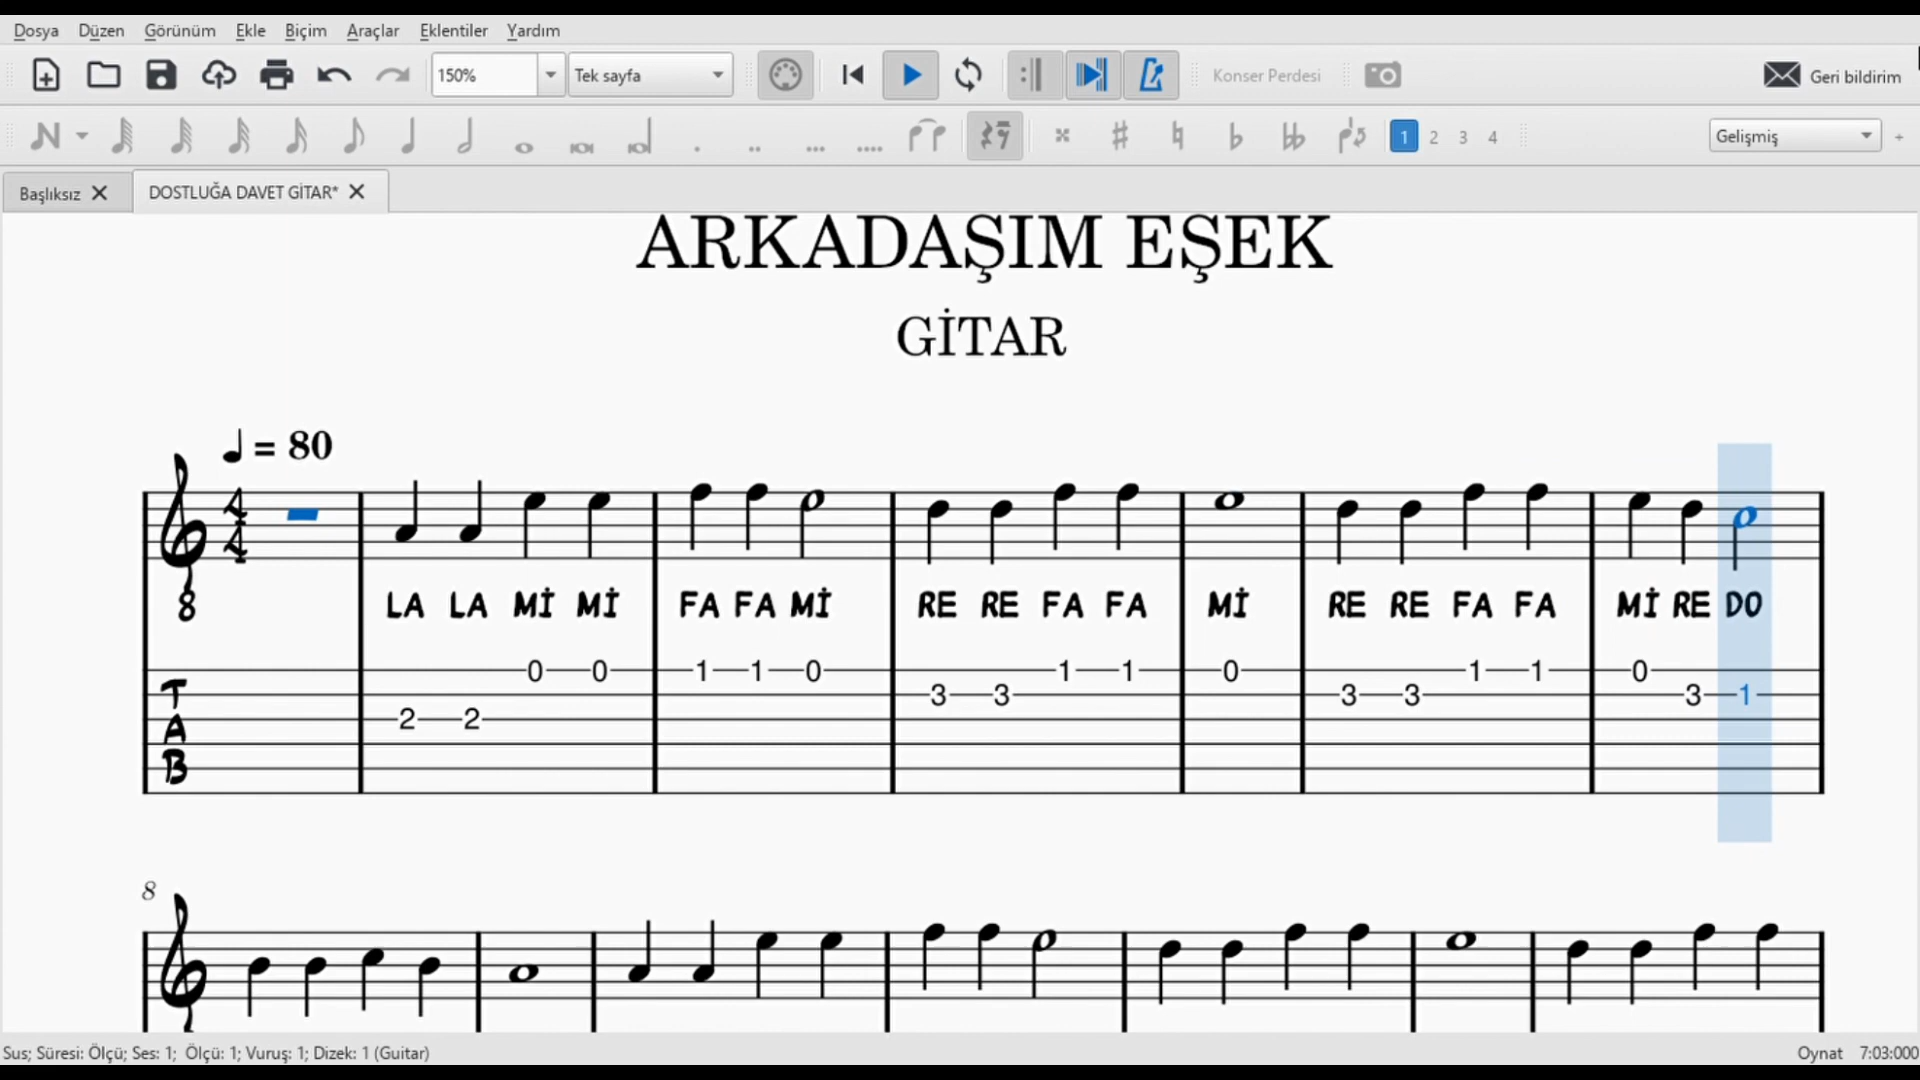 Dosya Düzen Görünüm Ekle Biçim Araçlar Eklentiler Yardım
150% Tek sayfa Konser Perdesi Geri bildirim
1 2 3 4 Gelişmiş
Başlıksız DOSTLUĞA DAVET GİTAR*
ARKADAŞIM EŞEK
GİTAR
= 80
4
4
8
LA LA Mİ Mİ FA FA Mİ RE RE FA FA Mİ RE RE FA FA Mİ RE DO
T
A
B
0 0 1 1 0 1 1 0 1 1 0
3 3 3 3 3 1
2 2
8
Sus; Süresi: Ölçü; Ses: 1; Ölçü: 1; Vuruş: 1; Dizek: 1 (Guitar) Oynat 7:03:000